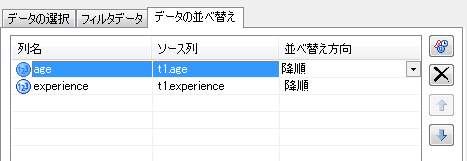 データの選択 フィルタデータ データの並べ替え
列名 ソース列 並べ替え方向
123 age t1.age 降順
123 experience t1.experience 降順